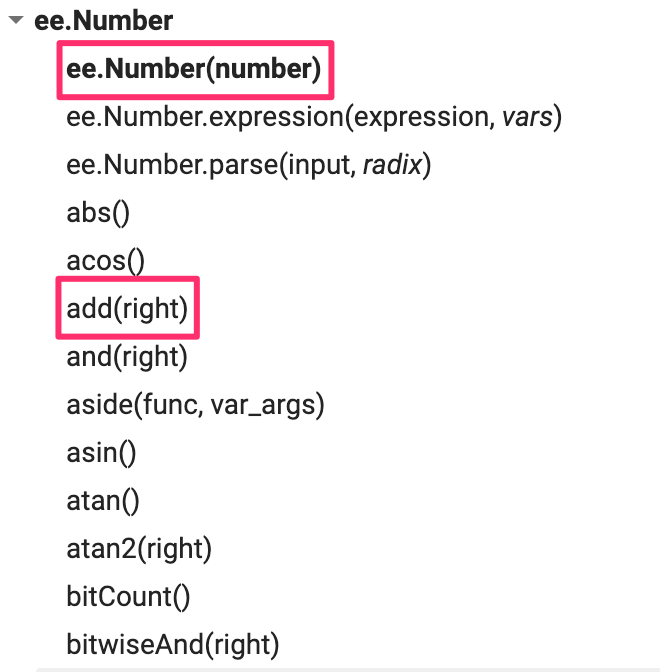 ee.Number
ee.Number(number)
ee.Number.expression(expression, vars)
ee.Number.parse(input, radix)
abs()
acos()
add(right)
and(right)
aside(func, var_args)
asin()
atan()
atan2(right)
bitCount()
bitwiseAnd(right)